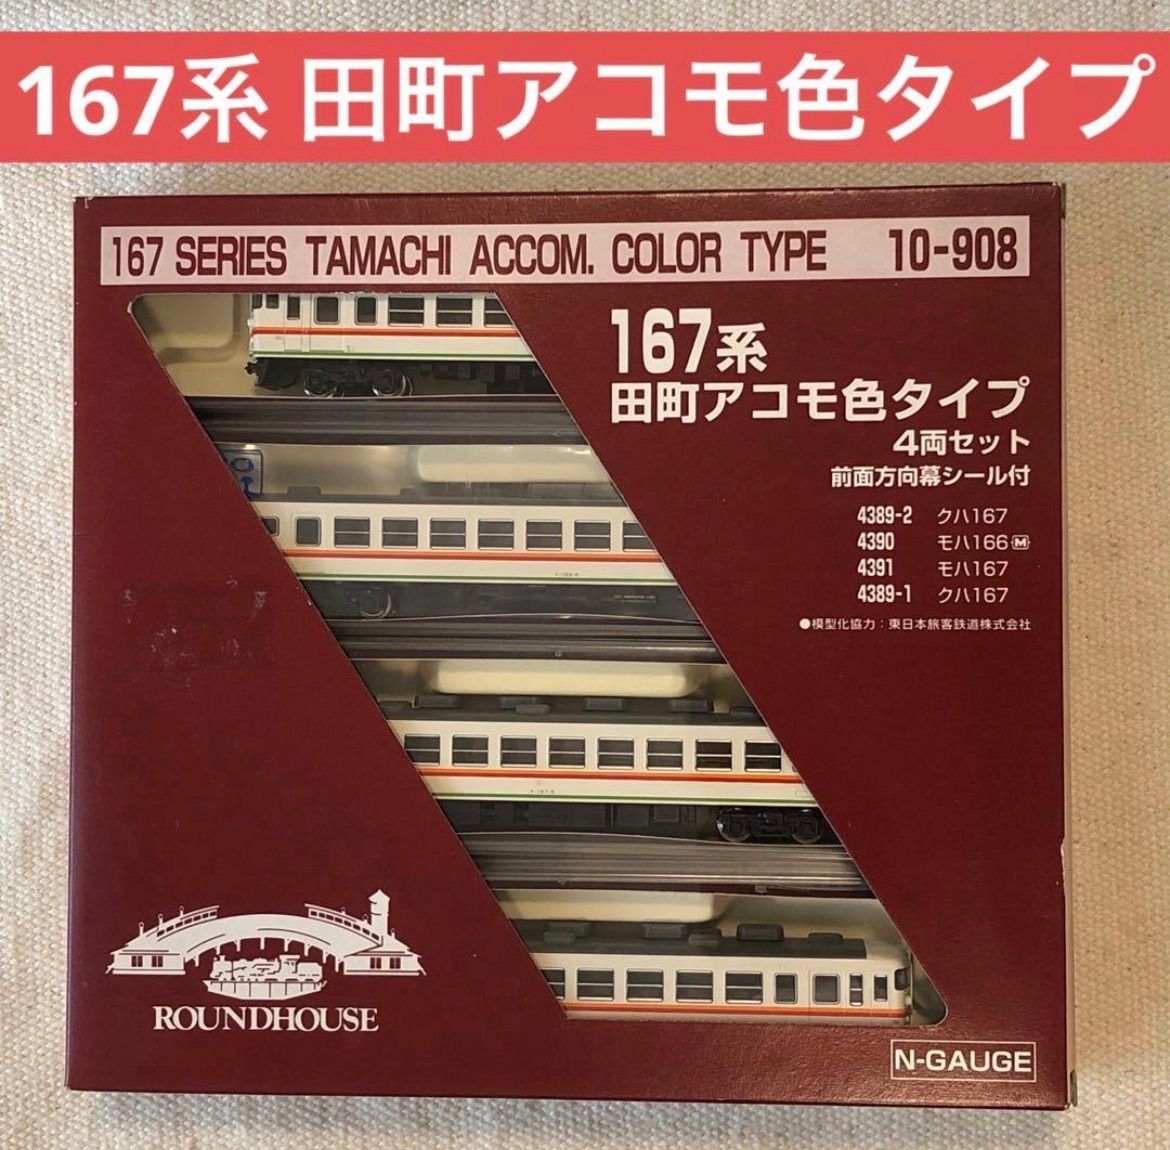 167系 田町アコモ色タイプ
167 SERIES TAMACHI ACCOM. COLOR TYPE 10-908
167系
田町アコモ色タイプ
4両セット
前面方向幕シール付
4389-2 クハ167
4390 モハ166 M
4391 モハ167
4389-1 クハ167
●模型化協力：東日本旅客鉄道株式会社
ROUNDHOUSE
N-GAUGE